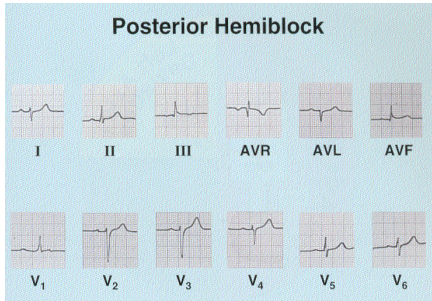 Posterior Hemiblock
I II III AVR AVL AVF
V1 V2 V3 V4 V5 V6